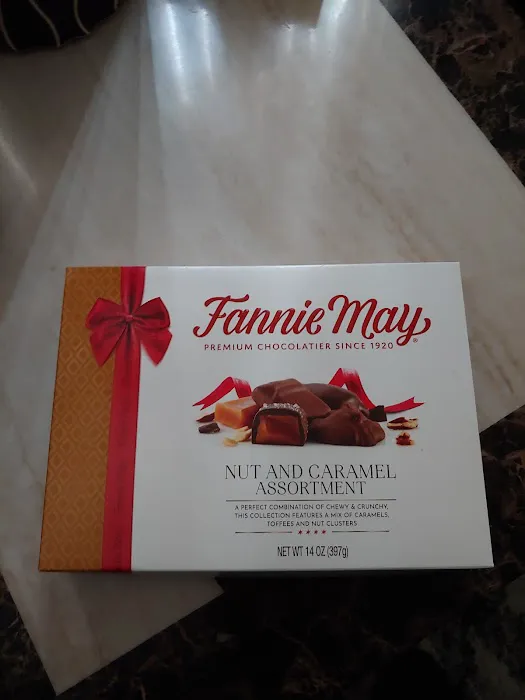 Fannie May®
PREMIUM CHOCOLATIER SINCE 1920
NUT AND CARAMEL
ASSORTMENT
A PERFECT COMBINATION OF CHEWY & CRUNCHY,
THIS COLLECTION FEATURES A MIX OF CARAMELS,
TOFFEES AND NUT CLUSTERS
NET WT 14 OZ (397g)